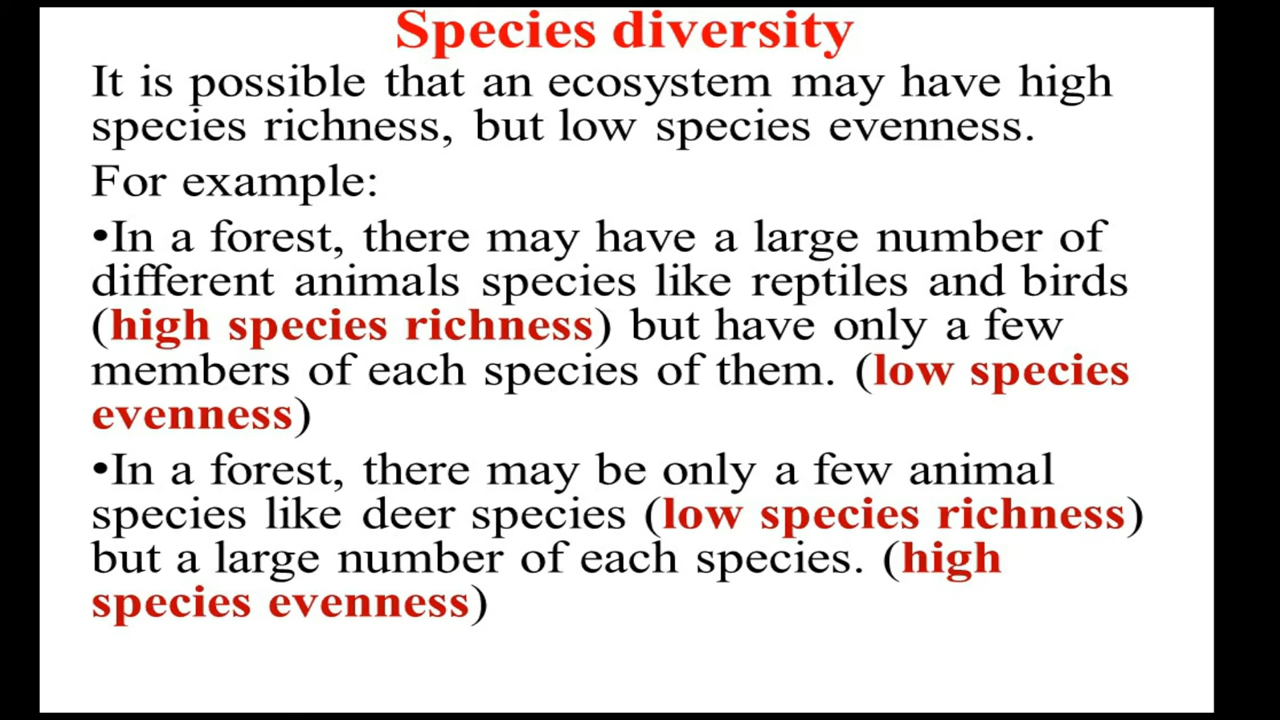 Species diversity
It is possible that an ecosystem may have high
species richness, but low species evenness.
For example:
•In a forest, there may have a large number of
different animals species like reptiles and birds
(high species richness) but have only a few
members of each species of them. (low species
evenness)
•In a forest, there may be only a few animal
species like deer species (low species richness)
but a large number of each species. (high
species evenness)